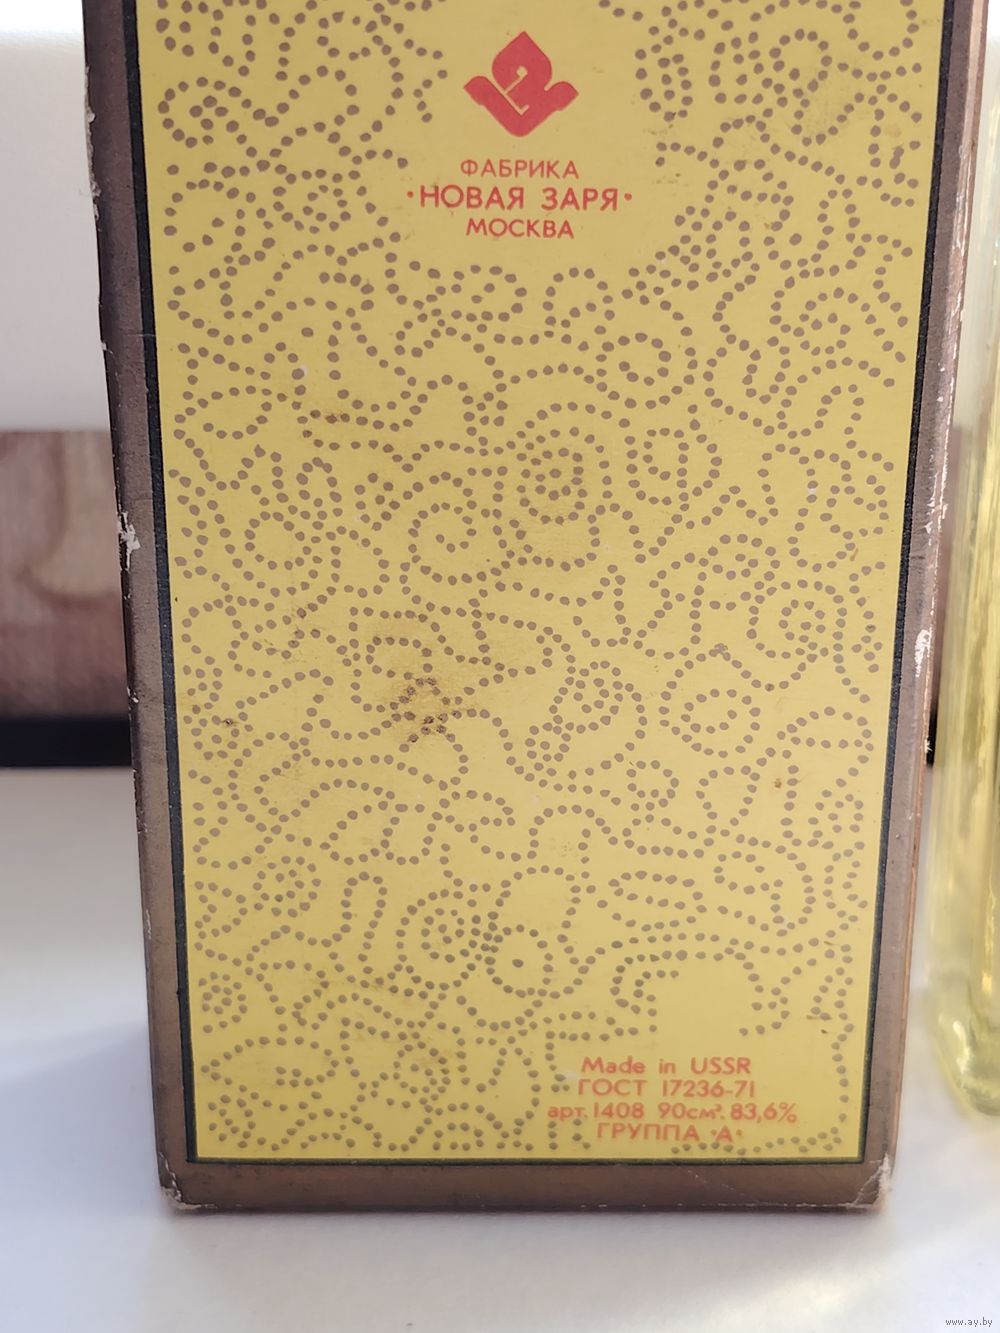 ФАБРИКА
·НОВАЯ ЗАРЯ·
МОСКВА
Made in USSR
ГОСТ 17236-71
арт. 1408 90см³. 83,6%
ГРУППА ·А·
www.ay.by